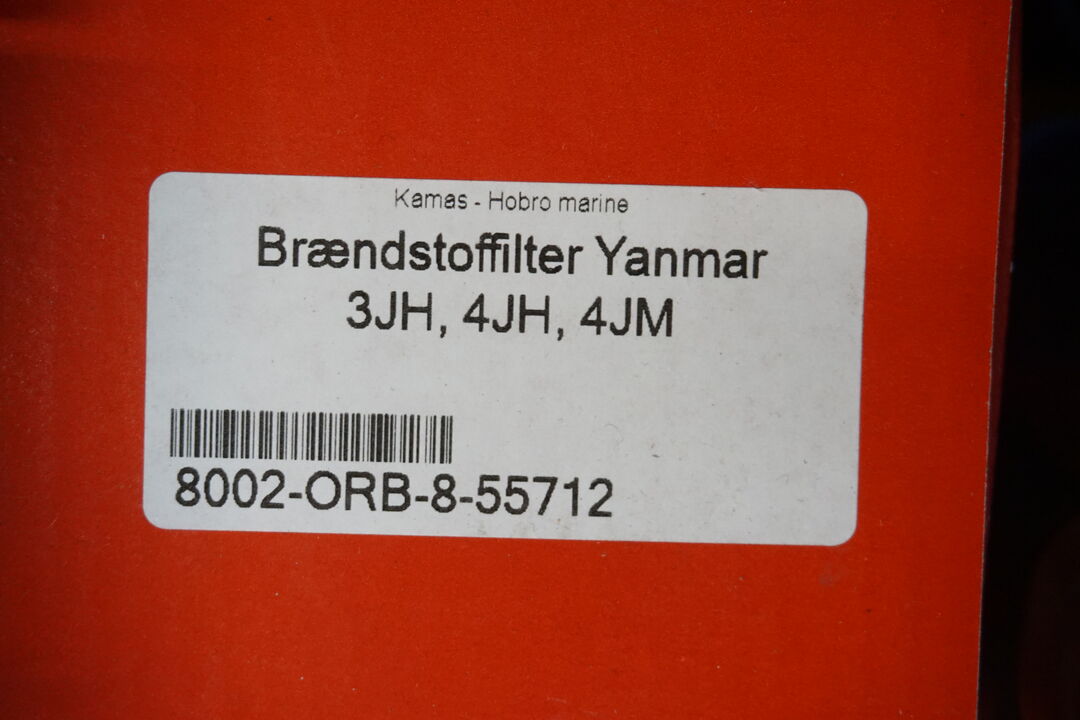 Kamas - Hobro marine
Brændstoffilter Yanmar
3JH, 4JH, 4JM
8002-ORB-8-55712